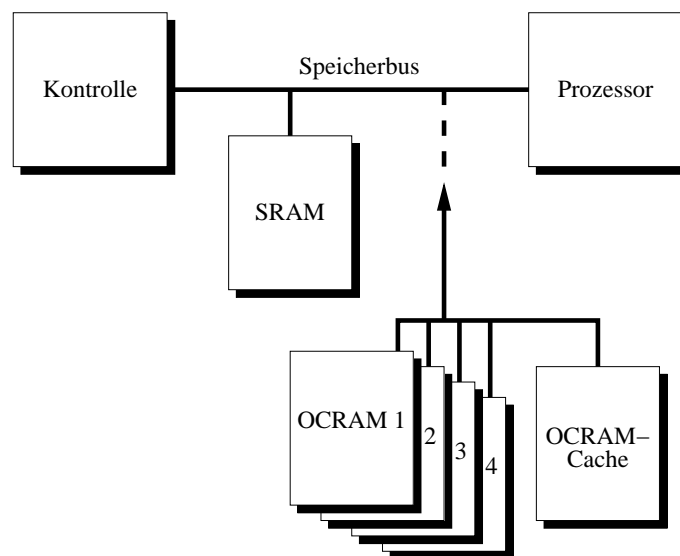 Speicherbus
Kontrolle
Prozessor
SRAM
OCRAM 1
2
3
4
OCRAM–
Cache